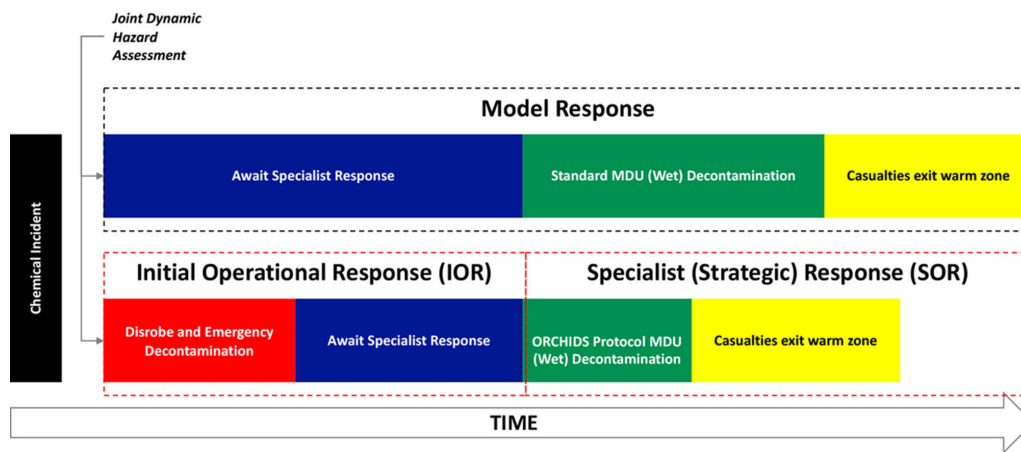 Joint Dynamic
Hazard
Assessment
Chemical Incident
Model Response
Await Specialist Response
Standard MDU (Wet) Decontamination
Casualties exit warm zone
Initial Operational Response (IOR)
Specialist (Strategic) Response (SOR)
Disrobe and Emergency
Decontamination
Await Specialist Response
ORCHIDS Protocol MDU
(Wet) Decontamination
Casualties exit warm zone
TIME